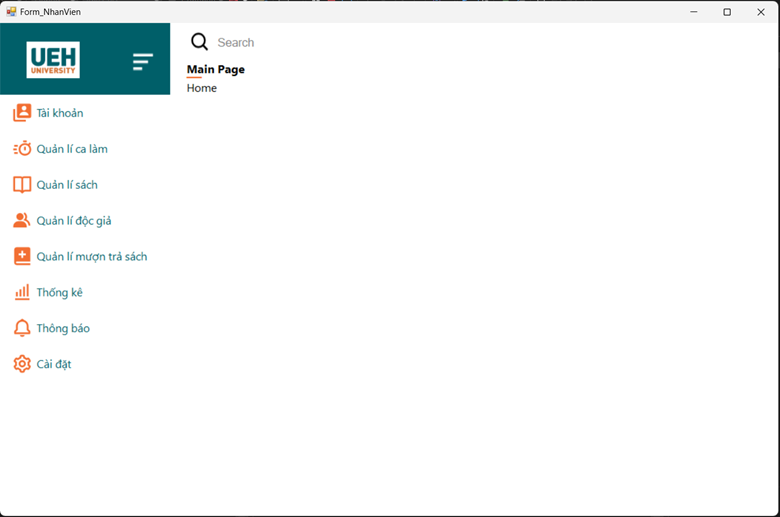 Form_NhanVien
UEH
UNIVERSITY
Search
Main Page
Home
Tài khoản
Quản lí ca làm
Quản lí sách
Quản lí độc giả
Quản lí mượn trả sách
Thống kê
Thông báo
Cài đặt